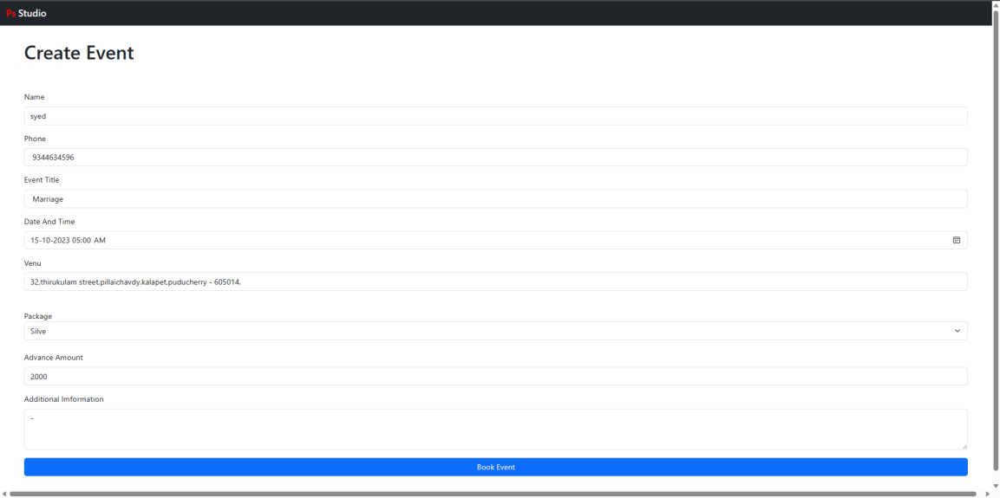 Ps Studio
Create Event
Name
syed
Phone
9344634596
Event Title
Marriage
Date And Time
15-10-2023 05:00 AM
Venu
32,thirukulam street,pillaichavdy,kalapet,puducherry - 605014.
Package
Silve
Advance Amount
2000
Additional Imformation
-
Book Event